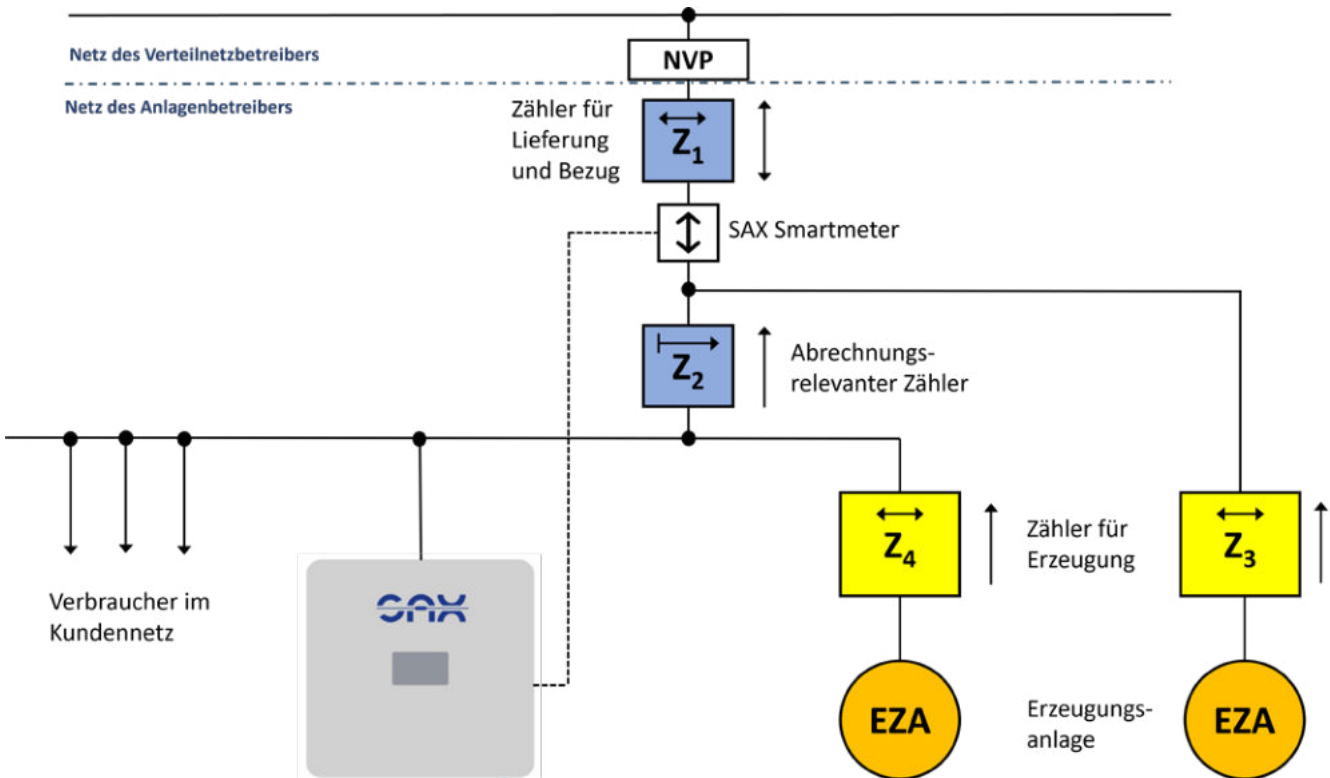 Netz des Verteilnetzbetreibers
NVP
Netz des Anlagenbetreibers
Zähler für
Lieferung
und Bezug
Z1
SAX Smartmeter
Z2
Abrechnungs-
relevanter Zähler
Z4
Zähler für
Erzeugung
Z3
Verbraucher im
Kundennetz
SAX
EZA
Erzeugungs-
anlage
EZA